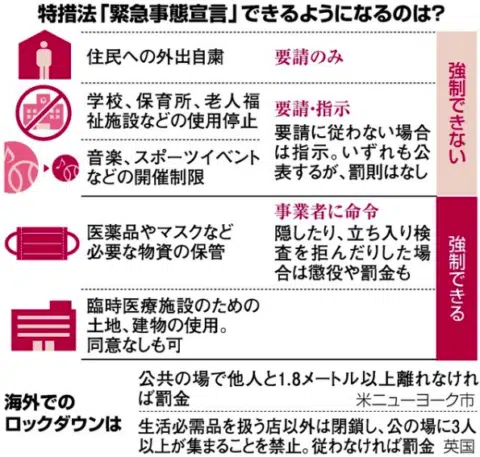 特措法「緊急事態宣言」できるようになるのは?
住民への外出自粛
要請のみ
学校、保育所、老人福
祉施設などの使用停止
音楽、スポーツイベント
などの開催制限
要請・指示
要請に従わない場合
は指示。いずれも公
表するが、罰則はなし
強制できない
医薬品やマスクなど
必要な物資の保管
事業者に命令
隠したり、立ち入り検
査を拒んだりした場
合は懲役や罰金も
臨時医療施設のための
土地、建物の使用。
同意なしも可
強制できる
海外での
ロックダウンは
公共の場で他人と1.8メートル以上離れなけれ
ば罰金 米ニューヨーク市
生活必需品を扱う店以外は閉鎖し、公の場に3人
以上が集まることを禁止。従わなければ罰金 英国